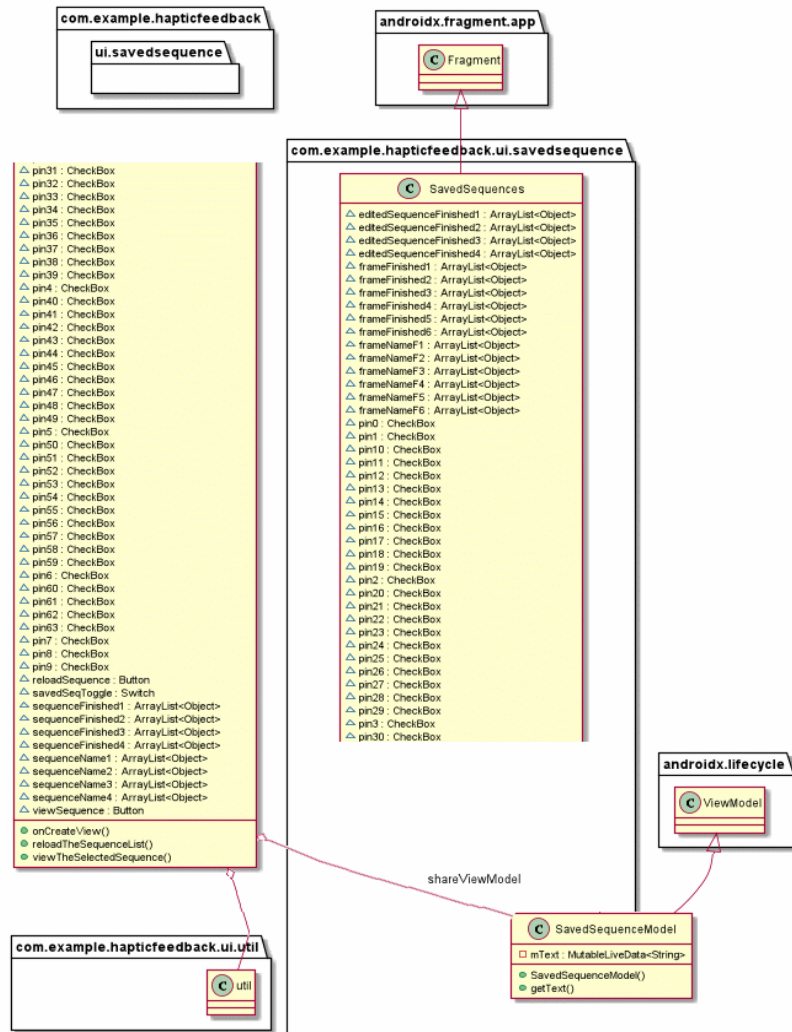 com.example.hapticfeedback
ui.savedsequence
androidx.fragment.app
C Fragment
com.example.hapticfeedback.ui.savedsequence
C SavedSequences
editedSequenceFinished1 : ArrayList<Object>
editedSequenceFinished2 : ArrayList<Object>
editedSequenceFinished3 : ArrayList<Object>
editedSequenceFinished4 : ArrayList<Object>
frameFinished1 : ArrayList<Object>
frameFinished2 : ArrayList<Object>
frameFinished3 : ArrayList<Object>
frameFinished4 : ArrayList<Object>
frameFinished5 : ArrayList<Object>
frameFinished6 : ArrayList<Object>
frameNameF1 : ArrayList<Object>
frameNameF2 : ArrayList<Object>
frameNameF3 : ArrayList<Object>
frameNameF4 : ArrayList<Object>
frameNameF5 : ArrayList<Object>
frameNameF6 : ArrayList<Object>
pin0 : CheckBox
pin1 : CheckBox
pin10 : CheckBox
pin11 : CheckBox
pin12 : CheckBox
pin13 : CheckBox
pin14 : CheckBox
pin15 : CheckBox
pin16 : CheckBox
pin17 : CheckBox
pin18 : CheckBox
pin19 : CheckBox
pin2 : CheckBox
pin20 : CheckBox
pin21 : CheckBox
pin22 : CheckBox
pin23 : CheckBox
pin24 : CheckBox
pin25 : CheckBox
pin26 : CheckBox
pin27 : CheckBox
pin28 : CheckBox
pin29 : CheckBox
pin3 : CheckBox
pin30 : CheckBox
pin31 : CheckBox
pin32 : CheckBox
pin33 : CheckBox
pin34 : CheckBox
pin35 : CheckBox
pin36 : CheckBox
pin37 : CheckBox
pin38 : CheckBox
pin39 : CheckBox
pin4 : CheckBox
pin40 : CheckBox
pin41 : CheckBox
pin42 : CheckBox
pin43 : CheckBox
pin44 : CheckBox
pin45 : CheckBox
pin46 : CheckBox
pin47 : CheckBox
pin48 : CheckBox
pin49 : CheckBox
pin5 : CheckBox
pin50 : CheckBox
pin51 : CheckBox
pin52 : CheckBox
pin53 : CheckBox
pin54 : CheckBox
pin55 : CheckBox
pin56 : CheckBox
pin57 : CheckBox
pin58 : CheckBox
pin59 : CheckBox
pin6 : CheckBox
pin60 : CheckBox
pin61 : CheckBox
pin62 : CheckBox
pin63 : CheckBox
pin7 : CheckBox
pin8 : CheckBox
pin9 : CheckBox
reloadSequence : Button
savedSeqToggle : Switch
sequenceFinished1 : ArrayList<Object>
sequenceFinished2 : ArrayList<Object>
sequenceFinished3 : ArrayList<Object>
sequenceFinished4 : ArrayList<Object>
sequenceName1 : ArrayList<Object>
sequenceName2 : ArrayList<Object>
sequenceName3 : ArrayList<Object>
sequenceName4 : ArrayList<Object>
viewSequence : Button
onCreateView()
reloadTheSequenceList()
viewTheSelectedSequence()
androidx.lifecycle
C ViewModel
shareViewModel
C SavedSequenceModel
mText : MutableLiveData<String>
SavedSequenceModel()
getText()
com.example.hapticfeedback.ui.util
C util